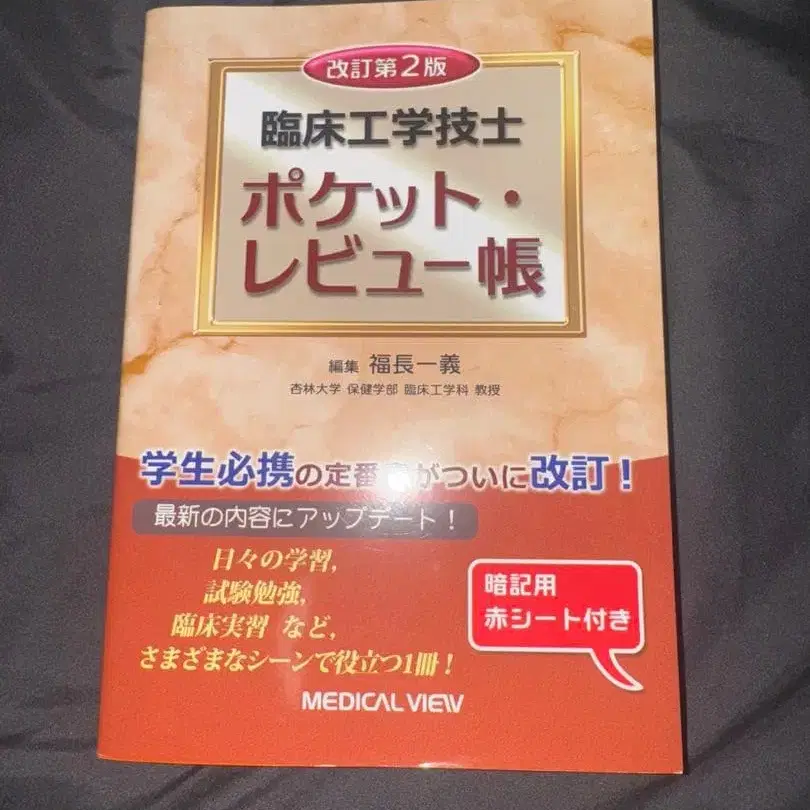 改訂第2版
臨床工学技士
ポケット・
レビュー帳
編集 福長一義
杏林大学 保健学部 臨床工学科 教授
学生必携の定番 がついに改訂!
最新の内容にアップデート!
日々の学習,
試験勉強,
臨床実習 など,
さまざまなシーンで役立つ1冊!
暗記用
赤シート付き
MEDICAL VIEW